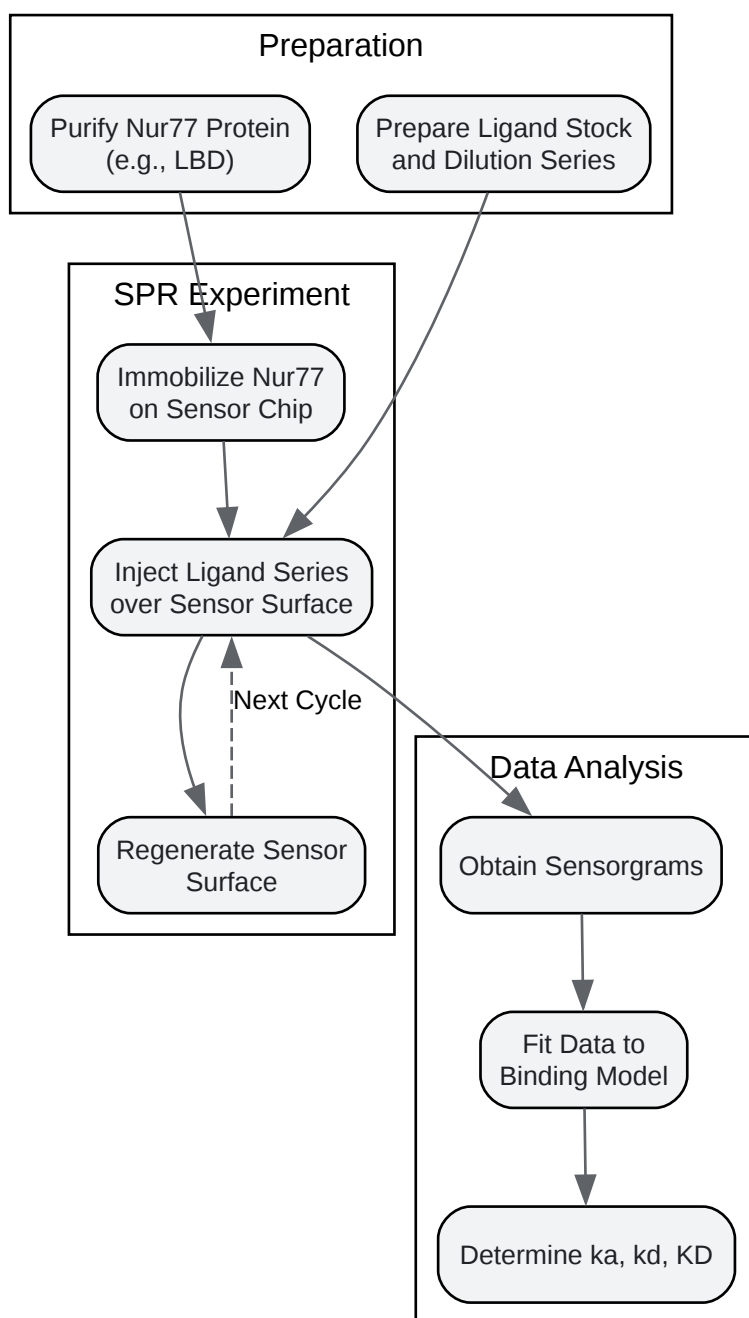 Preparation
Purify Nur77 Protein
(e.g., LBD)
Prepare Ligand Stock
and Dilution Series
SPR Experiment
Immobilize Nur77
on Sensor Chip
Inject Ligand Series
over Sensor Surface
Next Cycle
Regenerate Sensor
Surface
Data Analysis
Obtain Sensorgrams
Fit Data to
Binding Model
Determine ka, kd, KD